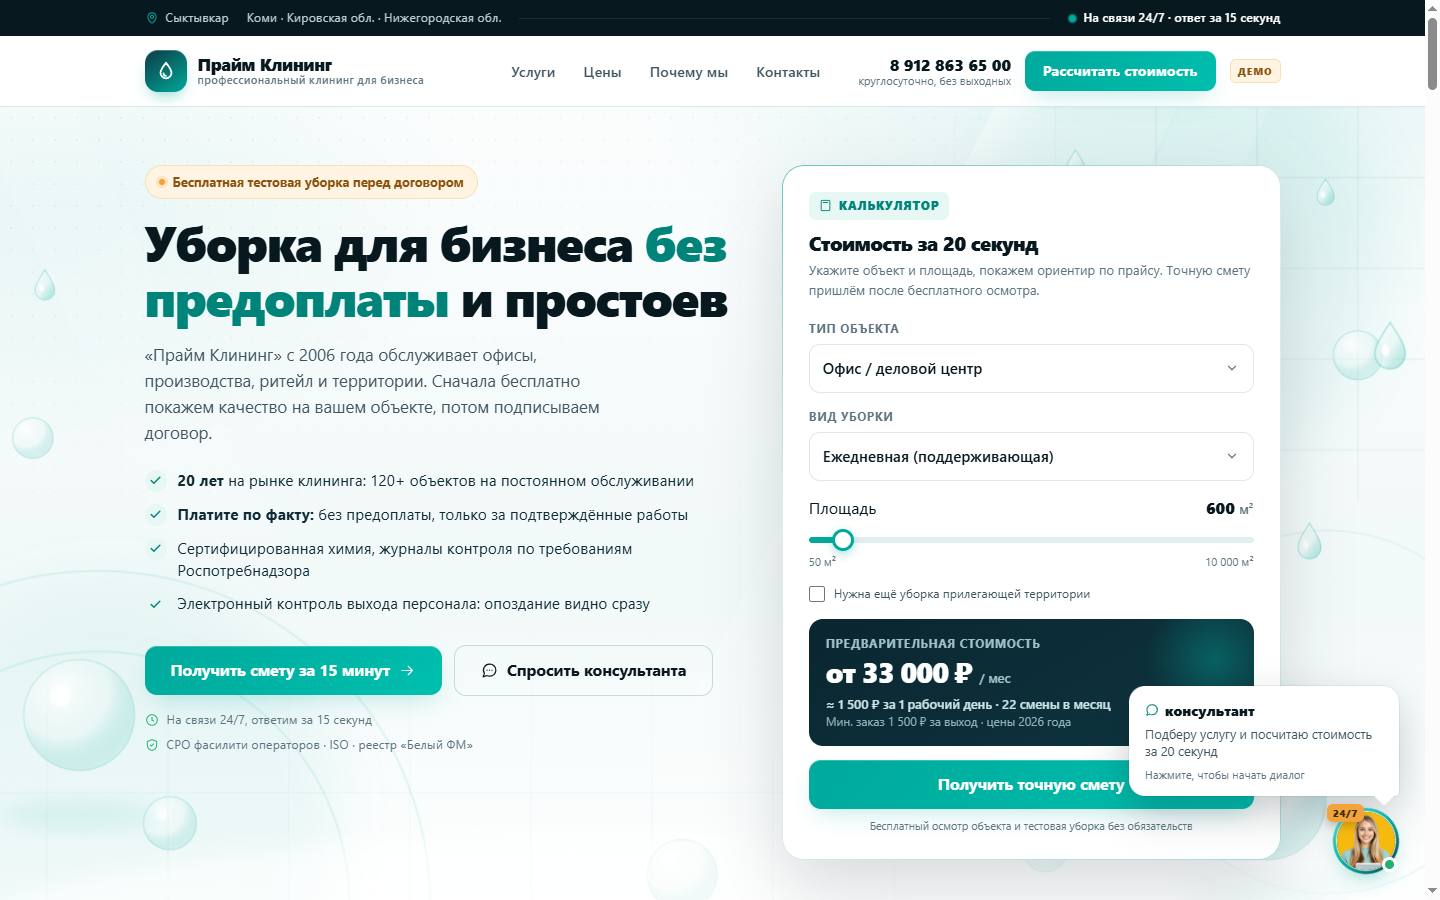 Сыктывкар
Коми · Кировская обл. · Нижегородская обл.
На связи 24/7 · ответ за 15 секунд
Прайм Клининг
профессиональный клининг для бизнеса
Услуги
Цены
Почему мы
Контакты
8 912 863 65 00
круглосуточно, без выходных
Рассчитать стоимость
ДЕМО
Бесплатная тестовая уборка перед договором
Уборка для бизнеса без
предоплаты и простоев
«Прайм Клининг» с 2006 года обслуживает офисы,
производства, ритейл и территории. Сначала бесплатно
покажем качество на вашем объекте, потом подписываем
договор.
20 лет на рынке клининга: 120+ объектов на постоянном обслуживании
Платите по факту: без предоплаты, только за подтверждённые работы
Сертифицированная химия, журналы контроля по требованиям
Роспотребнадзора
Электронный контроль выхода персонала: опоздание видно сразу
Получить смету за 15 минут
Спросить консультанта
На связи 24/7, ответим за 15 секунд
СРО фасилити операторов · ISO · реестр «Белый ФМ»
КАЛЬКУЛЯТОР
Стоимость за 20 секунд
Укажите объект и площадь, покажем ориентир по прайсу. Точную смету
пришлём после бесплатного осмотра.
ТИП ОБЪЕКТА
Офис / деловой центр
ВИД УБОРКИ
Ежедневная (поддерживающая)
Площадь
600 м²
50 м²
10 000 м²
Нужна ещё уборка прилегающей территории
ПРЕДВАРИТЕЛЬНАЯ СТОИМОСТЬ
от 33 000 ₽ / мес
≈ 1 500 ₽ за 1 рабочий день · 22 смены в месяц
Мин. заказ 1 500 ₽ за выход · цены 2026 года
Получить точную смету
Бесплатный осмотр объекта и тестовая уборка без обязательств
консультант
Подберу услугу и посчитаю стоимость
за 20 секунд
Нажмите, чтобы начать диалог
24/7